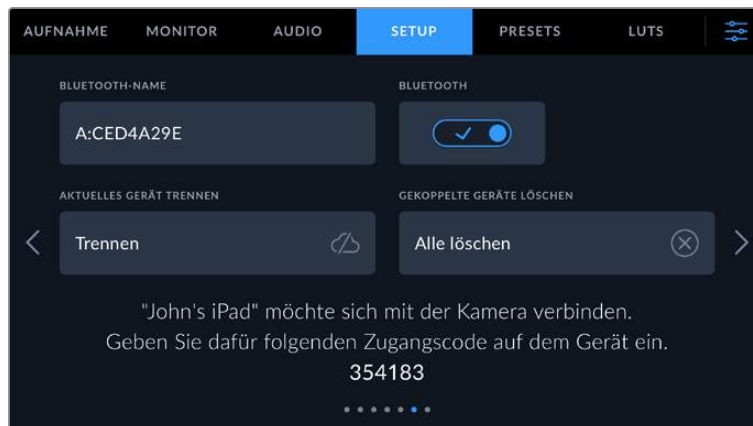 AUFNAHME MONITOR AUDIO SETUP PRESETS LUTS
BLUETOOTH-NAME BLUETOOTH
A:CED4A29E
AKTUELLES GERÄT TRENNEN GEKOPPELTE GERÄTE LÖSCHEN
Trennen Alle löschen
"John's iPad" möchte sich mit der Kamera verbinden.
Geben Sie dafür folgenden Zugangscode auf dem Gerät ein.
354183